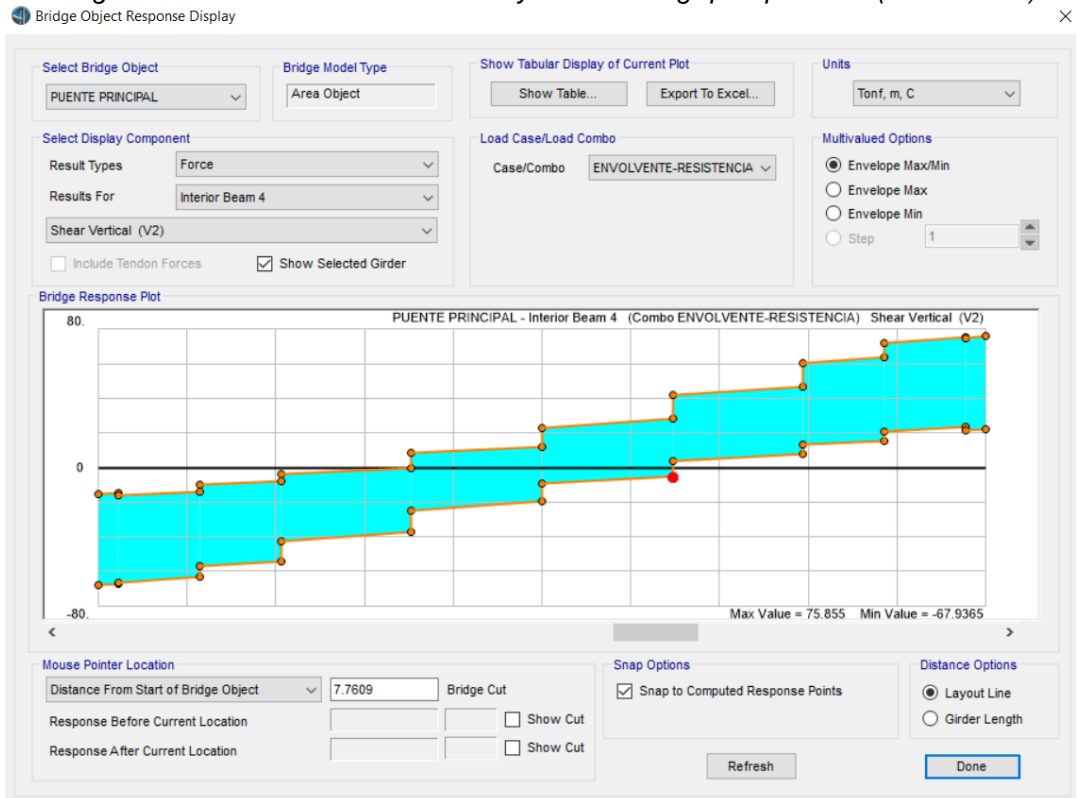 Bridge Object Response Display
Select Bridge Object
PUENTE PRINCIPAL
Bridge Model Type
Area Object
Show Tabular Display of Current Plot
Show Table...
Export To Excel...
Units
Tonf, m, C
Select Display Component
Result Types
Force
Results For
Interior Beam 4
Shear Vertical (V2)
Include Tendon Forces
Show Selected Girder
Load Case/Load Combo
Case/Combo
ENVOLVENTE-RESISTENCIA
Multivalued Options
Envelope Max/Min
Envelope Max
Envelope Min
Step
1
Bridge Response Plot
80.
PUENTE PRINCIPAL - Interior Beam 4 (Combo ENVOLVENTE-RESISTENCIA) Shear Vertical (V2)
0
-80.
Max Value = 75.855 Min Value = -67.9365
Mouse Pointer Location
Distance From Start of Bridge Object
7.7609
Bridge Cut
Response Before Current Location
Show Cut
Response After Current Location
Show Cut
Snap Options
Snap to Computed Response Points
Distance Options
Layout Line
Girder Length
Refresh
Done